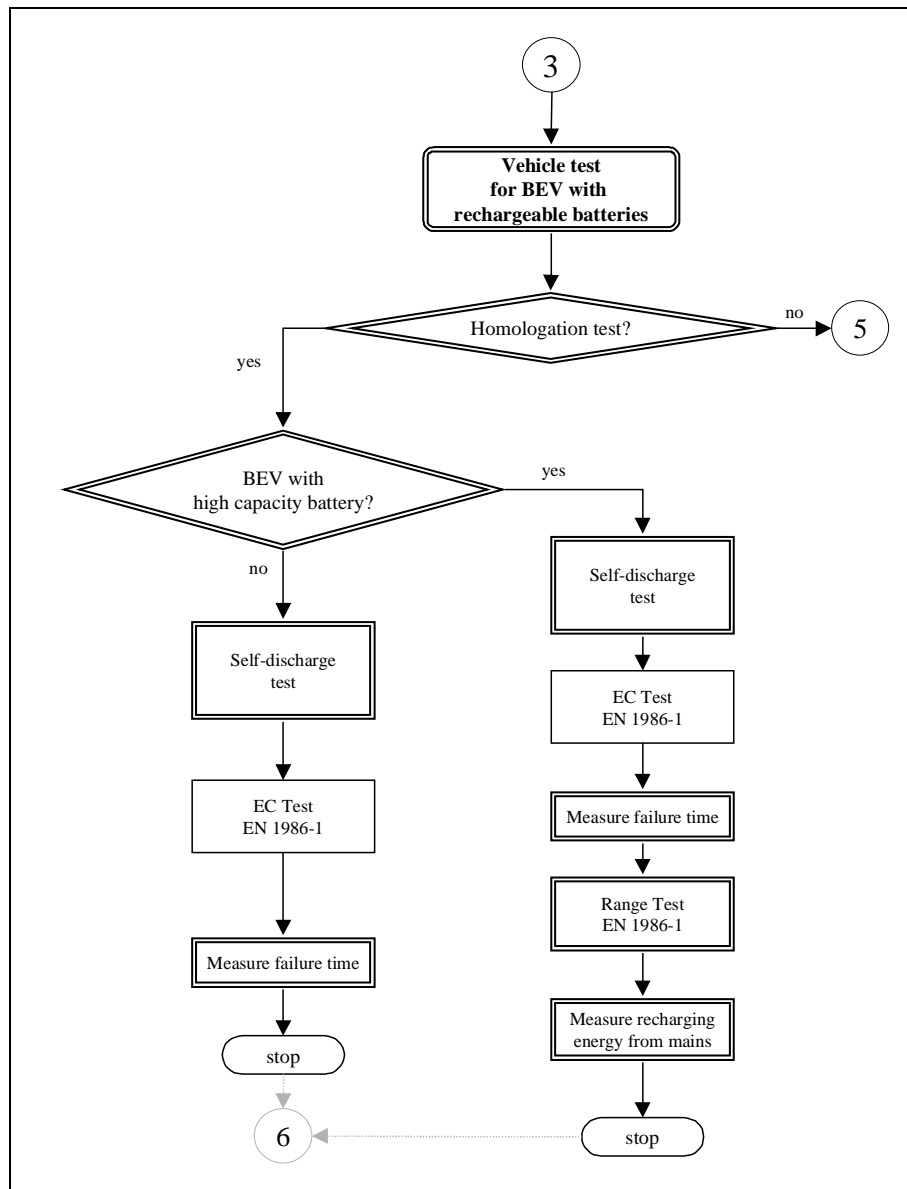 3
Vehicle test
for BEV with
rechargeable batteries
Homologation test?
no
5
yes
BEV with
high capacity battery?
yes
no
Self-discharge
test
EC Test
EN 1986-1
Measure failure time
stop
6
Self-discharge
test
EC Test
EN 1986-1
Measure failure time
Range Test
EN 1986-1
Measure recharging
energy from mains
stop